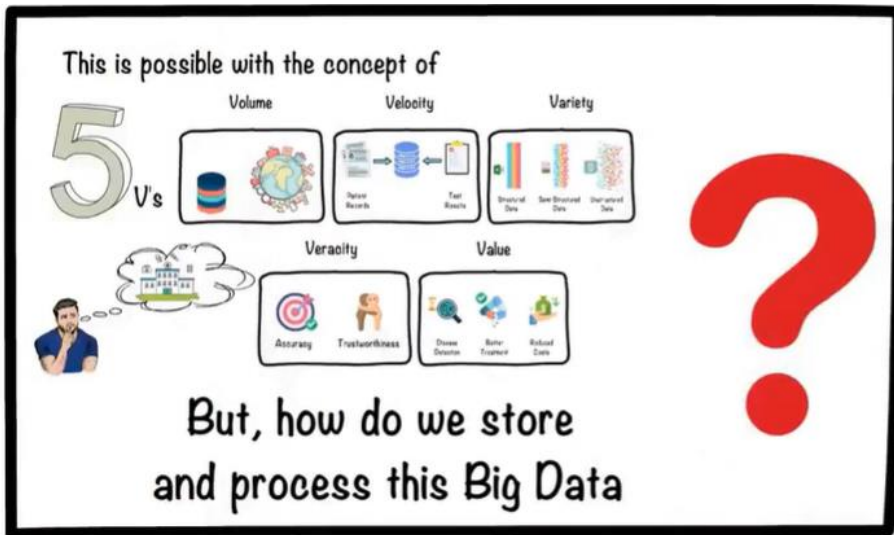 This is possible with the concept of
5 V's
Volume
Velocity
Variety
Patient Records
Test Results
Structured Data
Semi Structured Data
Unstructured Data
Veracity
Value
Accuracy
Trustworthiness
Disease Detection
Better Treatment
Reduced Costs
But, how do we store
and process this Big Data
?